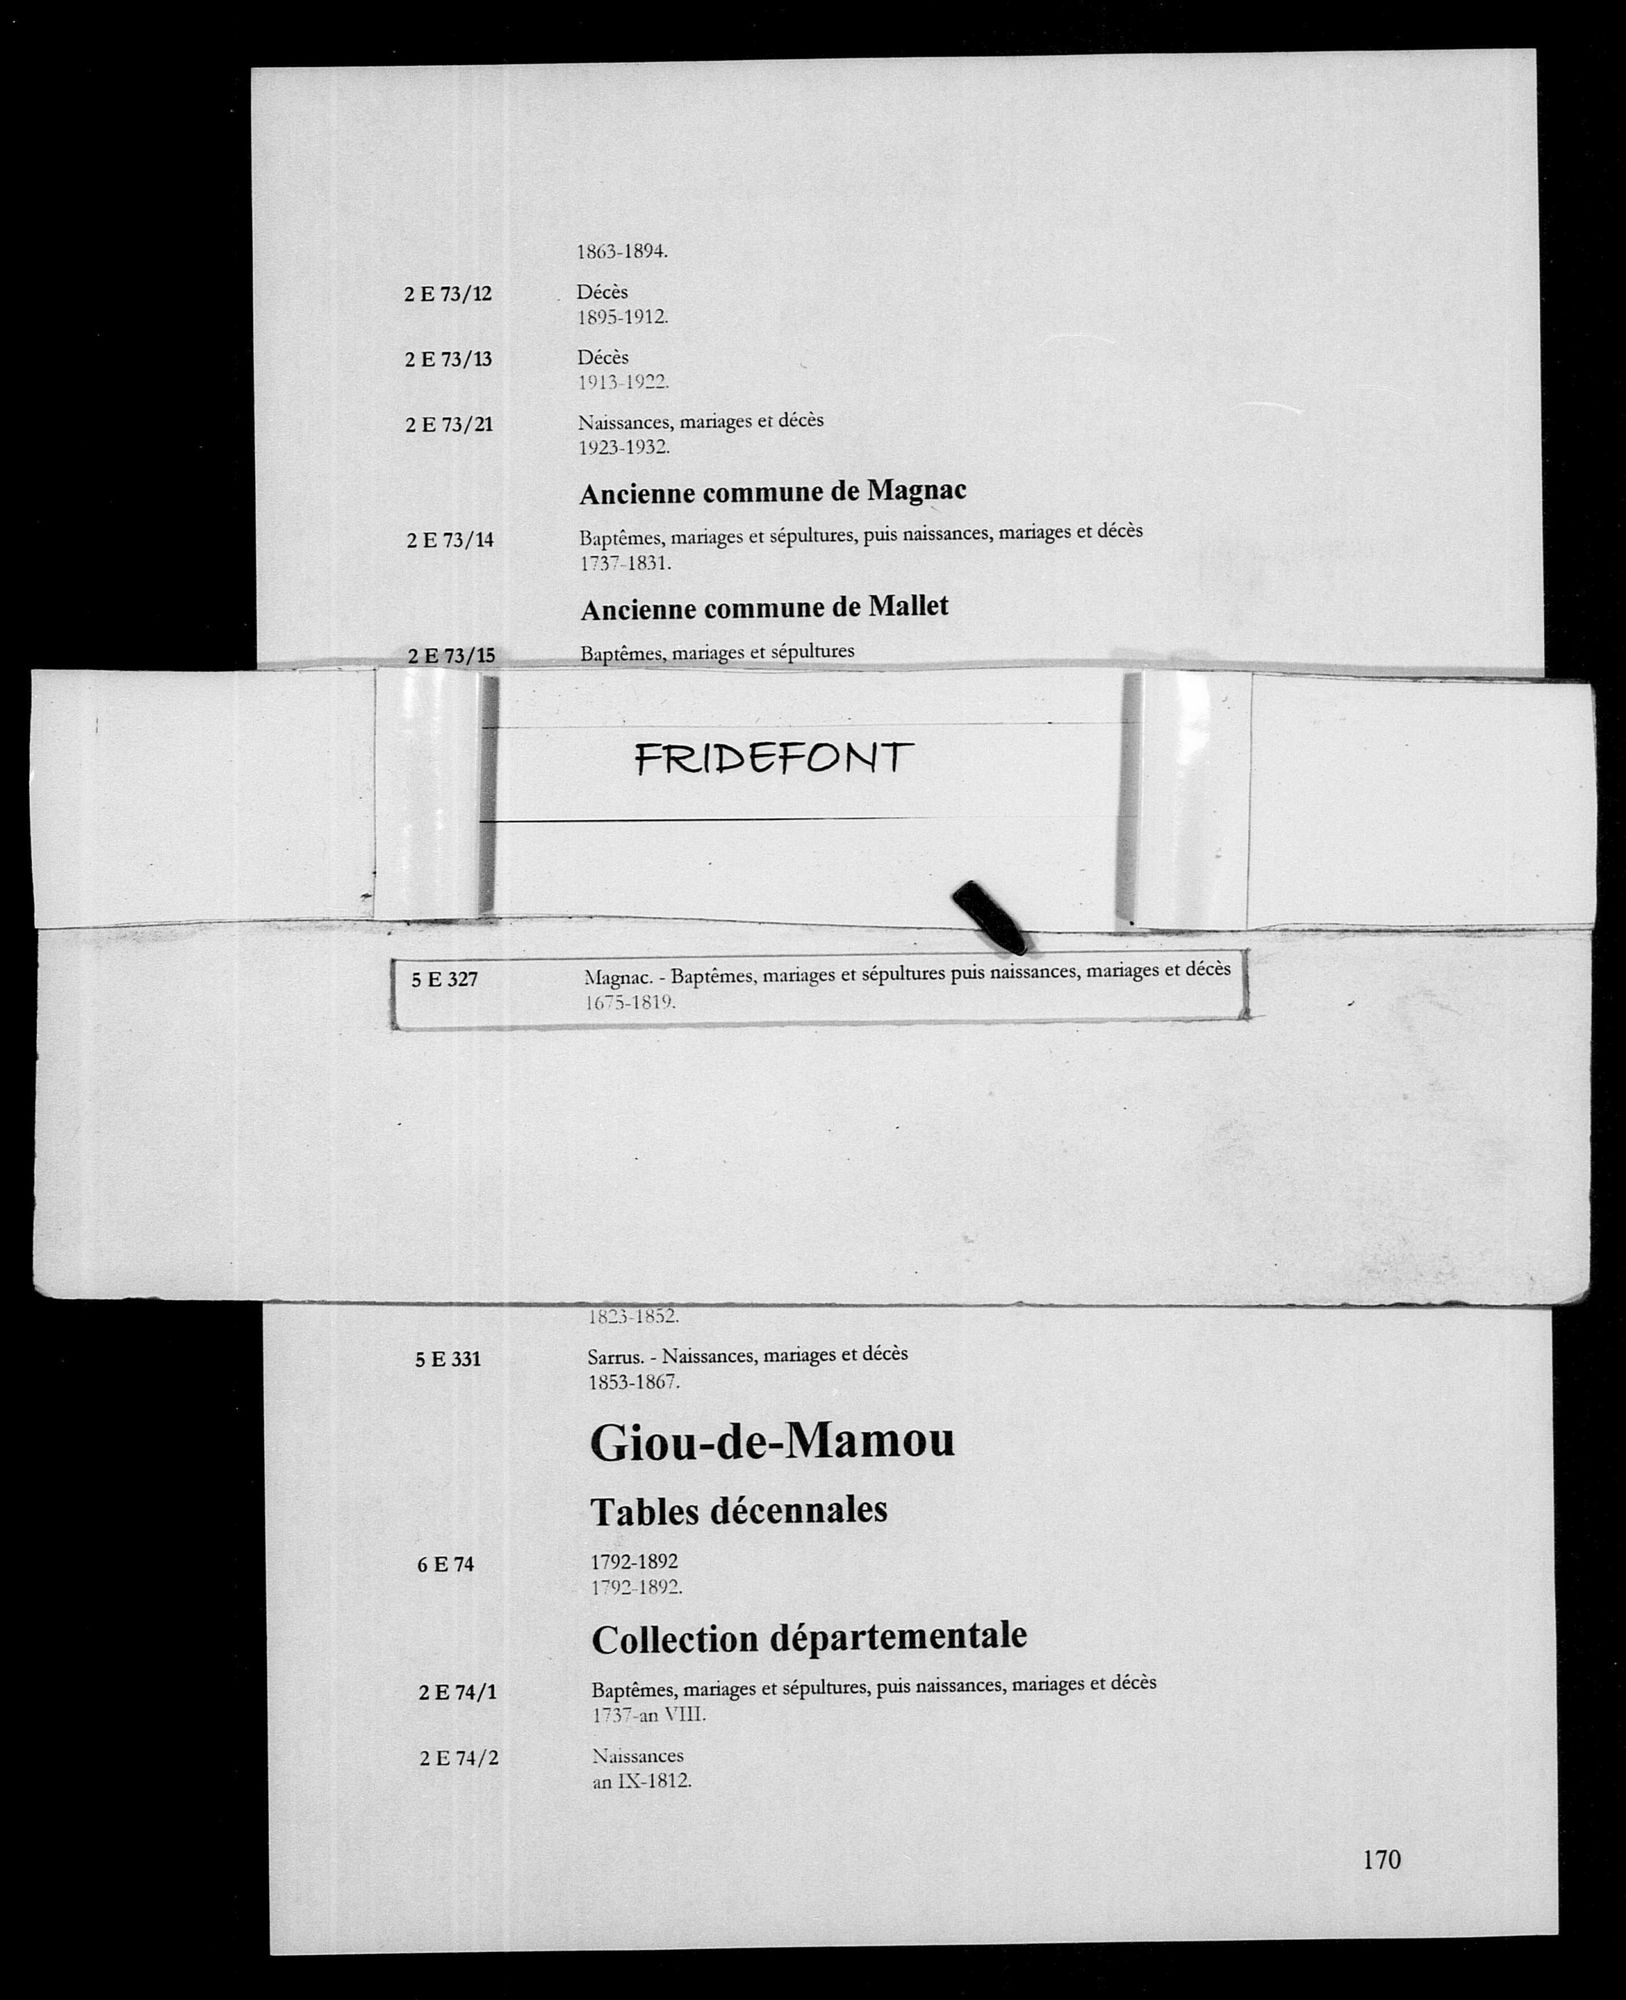 1863-1894.
2 E 73/12 Décès
1895-1912.
2 E 73/13 Décès
1913-1922.
2 E 73/21 Naissances, mariages et décès
1923-1932.
Ancienne commune de Magnac
2 E 73/14 Baptêmes, mariages et sépultures, puis naissances, mariages et décès
1737-1831.
Ancienne commune de Mallet
2 E 73/15 Baptêmes, mariages et sépultures
FRIDEFONT
5 E 327 Magnac. - Baptêmes, mariages et sépultures puis naissances, mariages et décès
1675-1819.
1823-1852.
5 E 331 Sarrus. - Naissances, mariages et décès
1853-1867.
Giou-de-Mamou
Tables décennales
6 E 74 1792-1892
1792-1892.
Collection départementale
2 E 74/1 Baptêmes, mariages et sépultures, puis naissances, mariages et décès
1737-an VIII.
2 E 74/2 Naissances
an IX-1812.
170